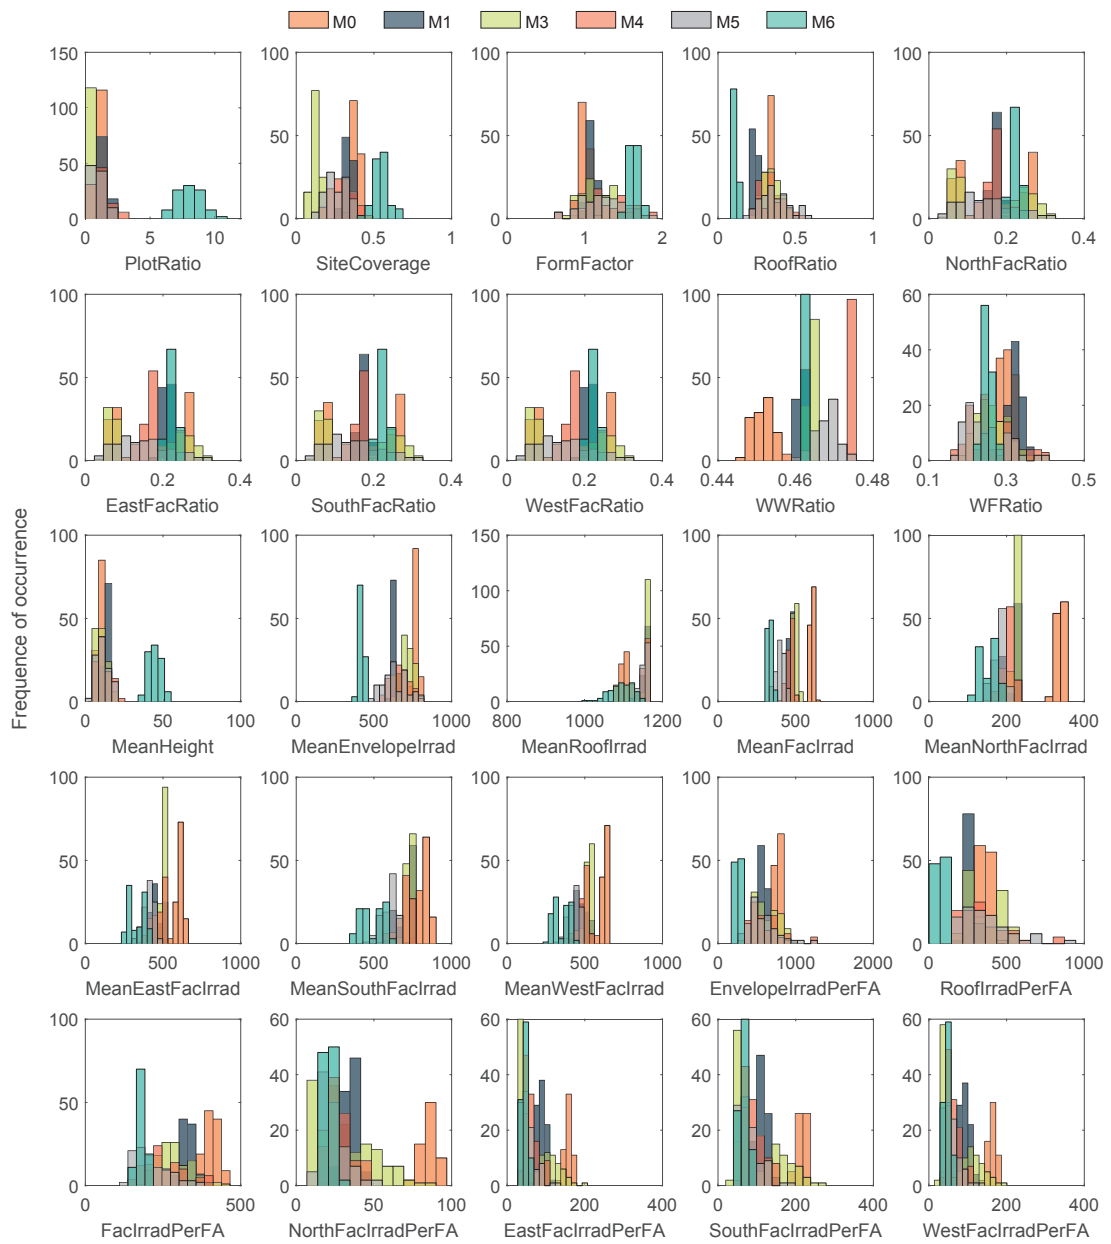 M0 M1 M3 M4 M5 M6
150 100 50 0
0 5 10
PlotRatio
100 50 0
0 0.5 1
SiteCoverage
100 50 0
0 1 2
FormFactor
100 50 0
0 0.5 1
RoofRatio
100 50 0
0 0.2 0.4
NorthFacRatio
100 50 0
0 0.2 0.4
EastFacRatio
100 50 0
0 0.2 0.4
SouthFacRatio
100 50 0
0 0.2 0.4
WestFacRatio
100 50 0
0.44 0.46 0.48
WWRatio
60 40 20 0
0.1 0.3 0.5
WFRatio
Frequence of occurrence
100 50 0
0 50 100
MeanHeight
100 50 0
0 500 1000
MeanEnvelopeIrrad
150 100 50 0
800 1000 1200
MeanRoofIrrad
100 50 0
0 500 1000
MeanFacIrrad
100 50 0
0 200 400
MeanNorthFacIrrad
100 50 0
0 500 1000
MeanEastFacIrrad
100 50 0
0 500 1000
MeanSouthFacIrrad
100 50 0
0 500 1000
MeanWestFacIrrad
100 50 0
0 1000 2000
EnvelopeIrradPerFA
100 50 0
0 500 1000
RoofIrradPerFA
100 50 0
0 500
FacIrradPerFA
60 40 20 0
0 50 100
NorthFacIrradPerFA
60 40 20 0
0 200 400
EastFacIrradPerFA
60 40 20 0
0 200 400
SouthFacIrradPerFA
60 40 20 0
0 200 400
WestFacIrradPerFA